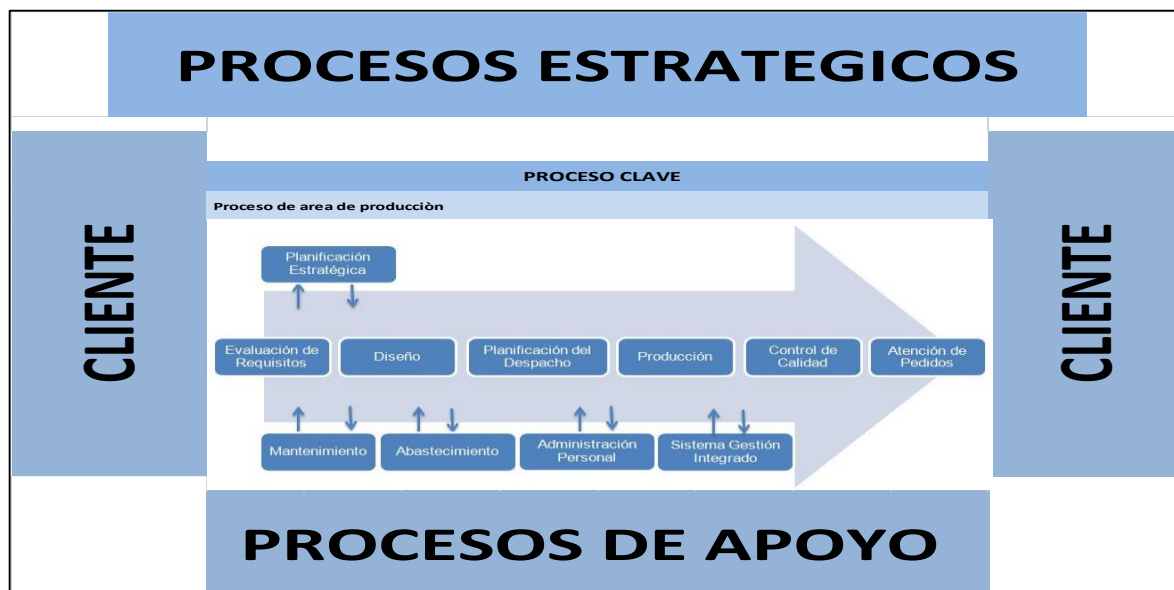 PROCESOS ESTRATEGICOS
CLIENTE
PROCESO CLAVE
Proceso de area de producciòn
Planificación
Estratégica
Evaluación de
Requisitos
Diseño
Planificación del
Despacho
Producción
Control de
Calidad
Atención de
Pedidos
Mantenimiento
Abastecimiento
Administración
Personal
Sistema Gestión
Integrado
CLIENTE
PROCESOS DE APOYO